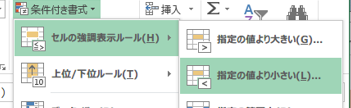 条件付き書式▼ 挿入 ▼ Σ ▼
セルの強調表示ルール(H)
指定の値より大きい(G)...
上位/下位ルール(T)
指定の値より小さい(L)...